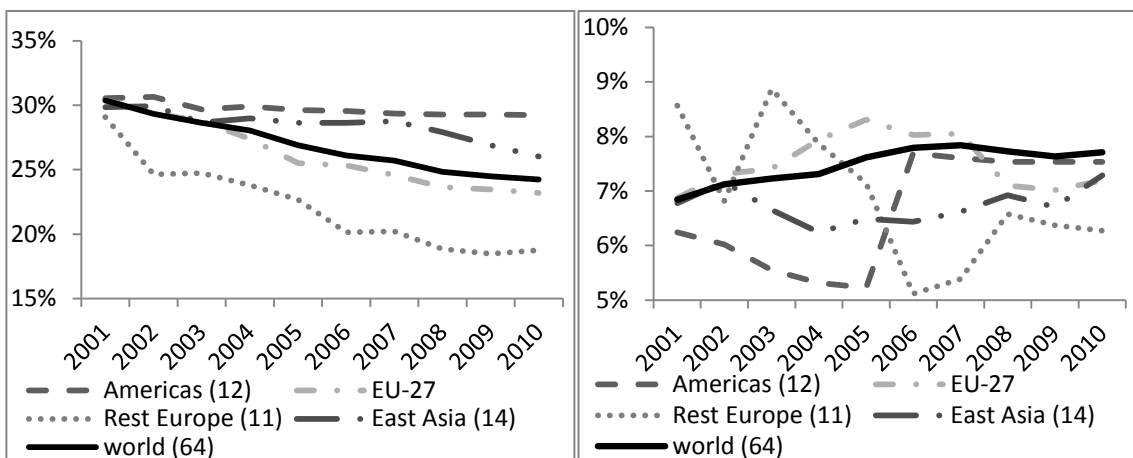 35%
30%
25%
20%
15%
2001 2002 2003 2004 2005 2006 2007 2008 2009 2010
Americas (12) EU-27
Rest Europe (11) East Asia (14)
world (64)
10%
9%
8%
7%
6%
5%
2001 2002 2003 2004 2005 2006 2007 2008 2009 2010
Americas (12) EU-27
Rest Europe (11) East Asia (14)
world (64)